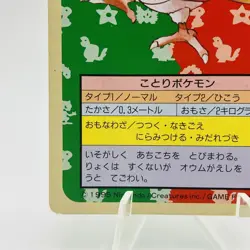 ことりポケモン
タイプ1/ノーマル タイプ2/ひこう
たかさ/0.3メートル おもさ/2キログラ
おもなわざ/つつく・なきごえ
にらみつける・みだれづき
いそがしく あちこちを とびまわる。
りょくは すくないが オウムがえしを
うと てごわい。
1995 Creatures inc./GAME